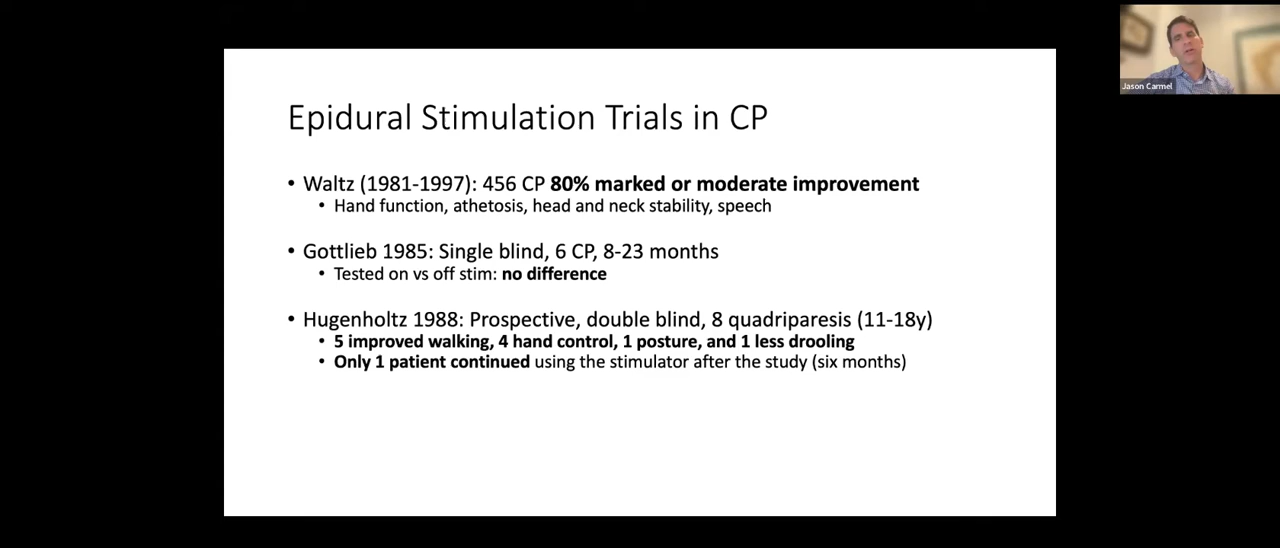 Jason Carmel
Epidural Stimulation Trials in CP
• Waltz (1981-1997): 456 CP 80% marked or moderate improvement
• Hand function, athetosis, head and neck stability, speech
• Gottlieb 1985: Single blind, 6 CP, 8-23 months
• Tested on vs off stim: no difference
• Hugenholtz 1988: Prospective, double blind, 8 quadriparesis (11-18y)
• 5 improved walking, 4 hand control, 1 posture, and 1 less drooling
• Only 1 patient continued using the stimulator after the study (six months)